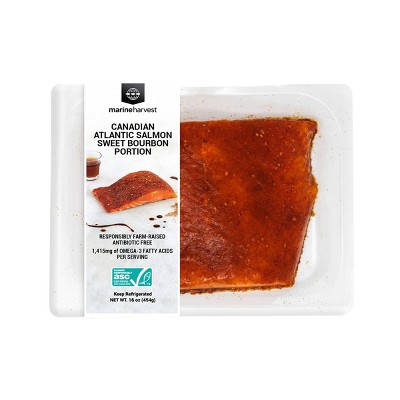 marineharvest
CANADIAN
ATLANTIC SALMON
SWEET BOURBON
PORTION
RESPONSIBLY FARM-RAISED
ANTIBIOTIC FREE
1,415mg of OMEGA-3 FATTY ACIDS
PER SERVING
asc
Keep Refrigerated
NET WT. 16 oz (454g)